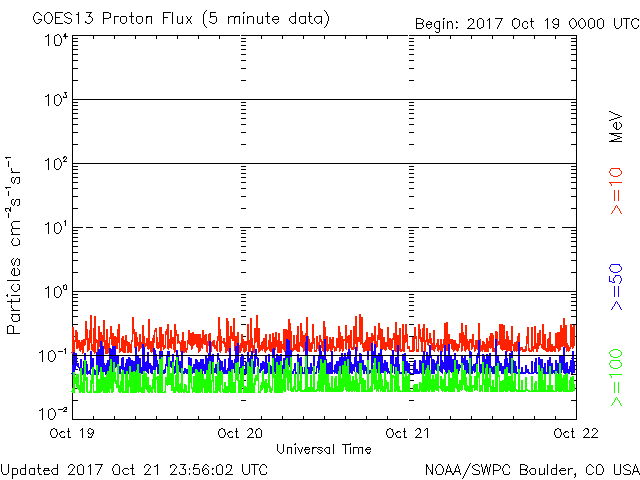 GOES13 Proton Flux (5 minute data)
Begin: 2017 Oct 19 0000 UTC
10⁴
10³
10²
10¹
10⁰
10⁻¹
10⁻²
Particles cm⁻²s⁻¹sr⁻¹
Oct 19
Oct 20
Oct 21
Oct 22
Universal Time
MeV
>=10
>=50
>=100
Updated 2017 Oct 21 23:56:02 UTC
NOAA/SWPC Boulder, CO USA